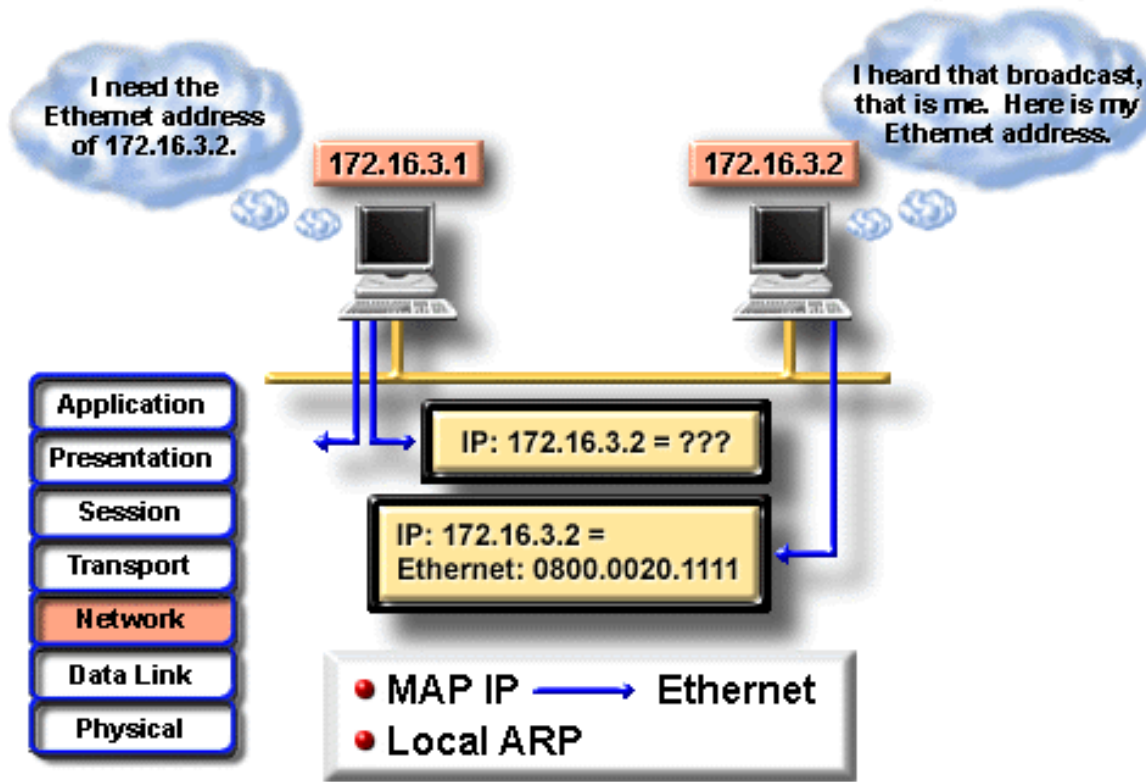 I need the
Ethernet address
of 172.16.3.2.
I heard that broadcast,
that is me. Here is my
Ethernet address.
172.16.3.1
172.16.3.2
Application
Presentation
Session
Transport
Network
Data Link
Physical
IP: 172.16.3.2 = ???
IP: 172.16.3.2 =
Ethernet: 0800.0020.1111
MAP IP Ethernet
Local ARP